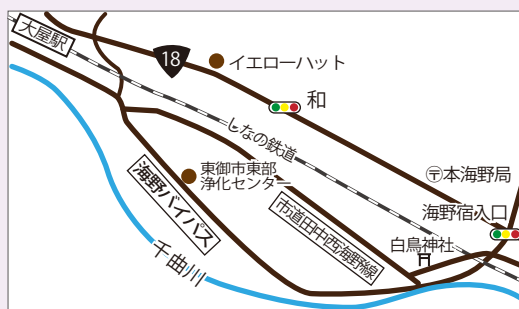 大屋駅
18
イエローハット
和
しなの鉄道
〶本海野局
東御市東部
浄化センター
海野バイパス
市道田中西海野線
海野宿入口
白鳥神社
千曲川